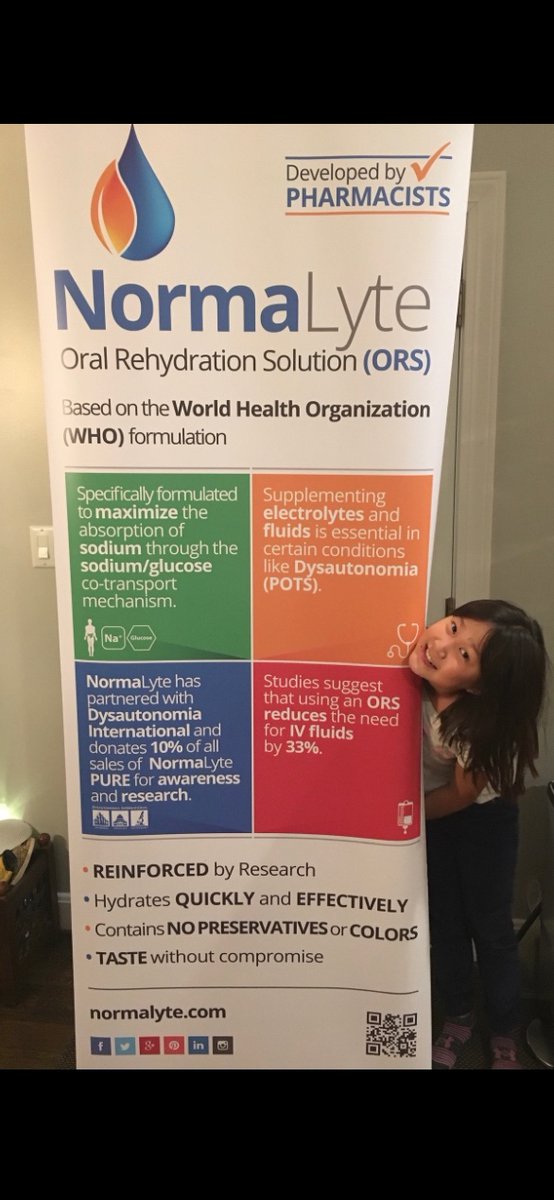 Developed by
PHARMACISTS
NormaLyte
Oral Rehydration Solution (ORS)
Based on the World Health Organization
(WHO) formulation
Specifically formulated
to maximize the
absorption of
sodium through the
sodium/glucose
co-transport
mechanism.
Na+
Glucose
Supplementing
electrolytes and
fluids is essential in
certain conditions
like Dysautonomia
(POTS).
NormaLyte has
partnered with
Dysautonomia
International and
donates 10% of all
sales of NormaLyte
PURE for awareness
and research.
Studies suggest
that using an ORS
reduces the need
for IV fluids
by 33%.
• REINFORCED by Research
• Hydrates QUICKLY and EFFECTIVELY
• Contains NO PRESERVATIVES or COLORS
• TASTE without compromise
normalyte.com